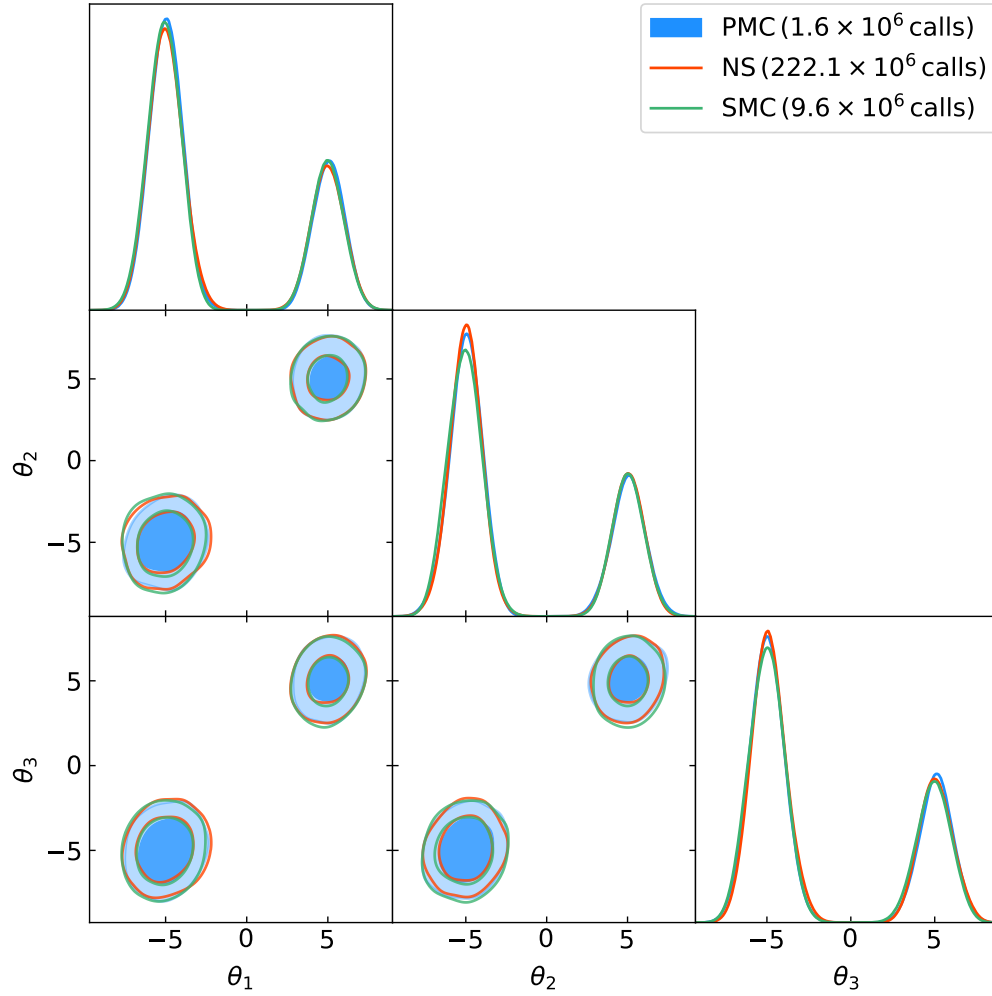 PMC (1.6 × 10⁶ calls)
NS (222.1 × 10⁶ calls)
SMC (9.6 × 10⁶ calls)
5
0
−5
θ₂
5
0
−5
θ₃
−5 0 5
−5 0 5
−5 0 5
θ₁
θ₂
θ₃